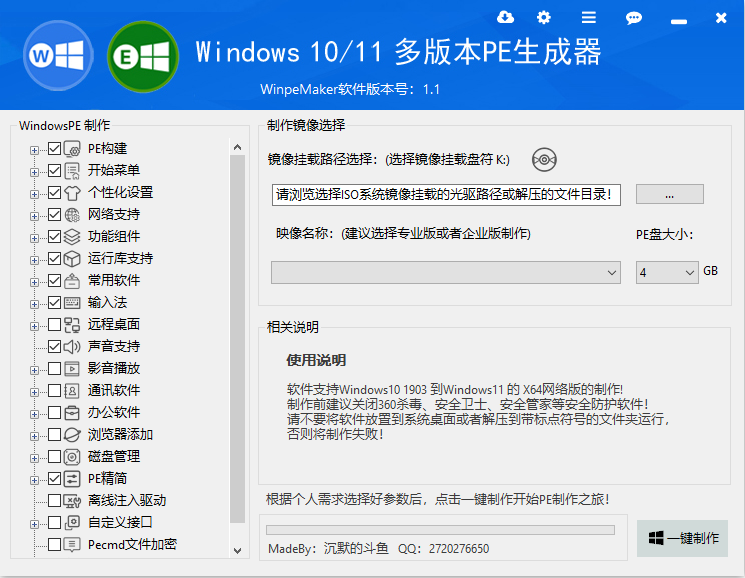 W
E
Windows 10/11 多版本PE生成器
WinpeMaker软件版本号：1.1
WindowsPE 制作
PE构建
开始菜单
个性化设置
网络支持
功能组件
运行库支持
常用软件
输入法
远程桌面
声音支持
影音播放
通讯软件
办公软件
浏览器添加
磁盘管理
PE精简
离线注入驱动
自定义接口
Pecmd文件加密
制作镜像选择
镜像挂载路径选择：(选择镜像挂载盘符 K:)
请浏览选择ISO系统镜像挂载的光驱路径或解压的文件目录！
...
映像名称：(建议选择专业版或者企业版制作)
PE盘大小：
4
GB
相关说明
使用说明
软件支持Windows10 1903 到Windows11 的 X64网络版的制作!
制作前建议关闭360杀毒、安全卫士、安全管家等安全防护软件！
请不要将软件放置到系统桌面或者解压到带标点符号的文件夹运行，
否则将制作失败！
根据个人需求选择好参数后，点击一键制作开始PE制作之旅！
MadeBy：沉默的斗鱼 QQ：2720276650
一键制作